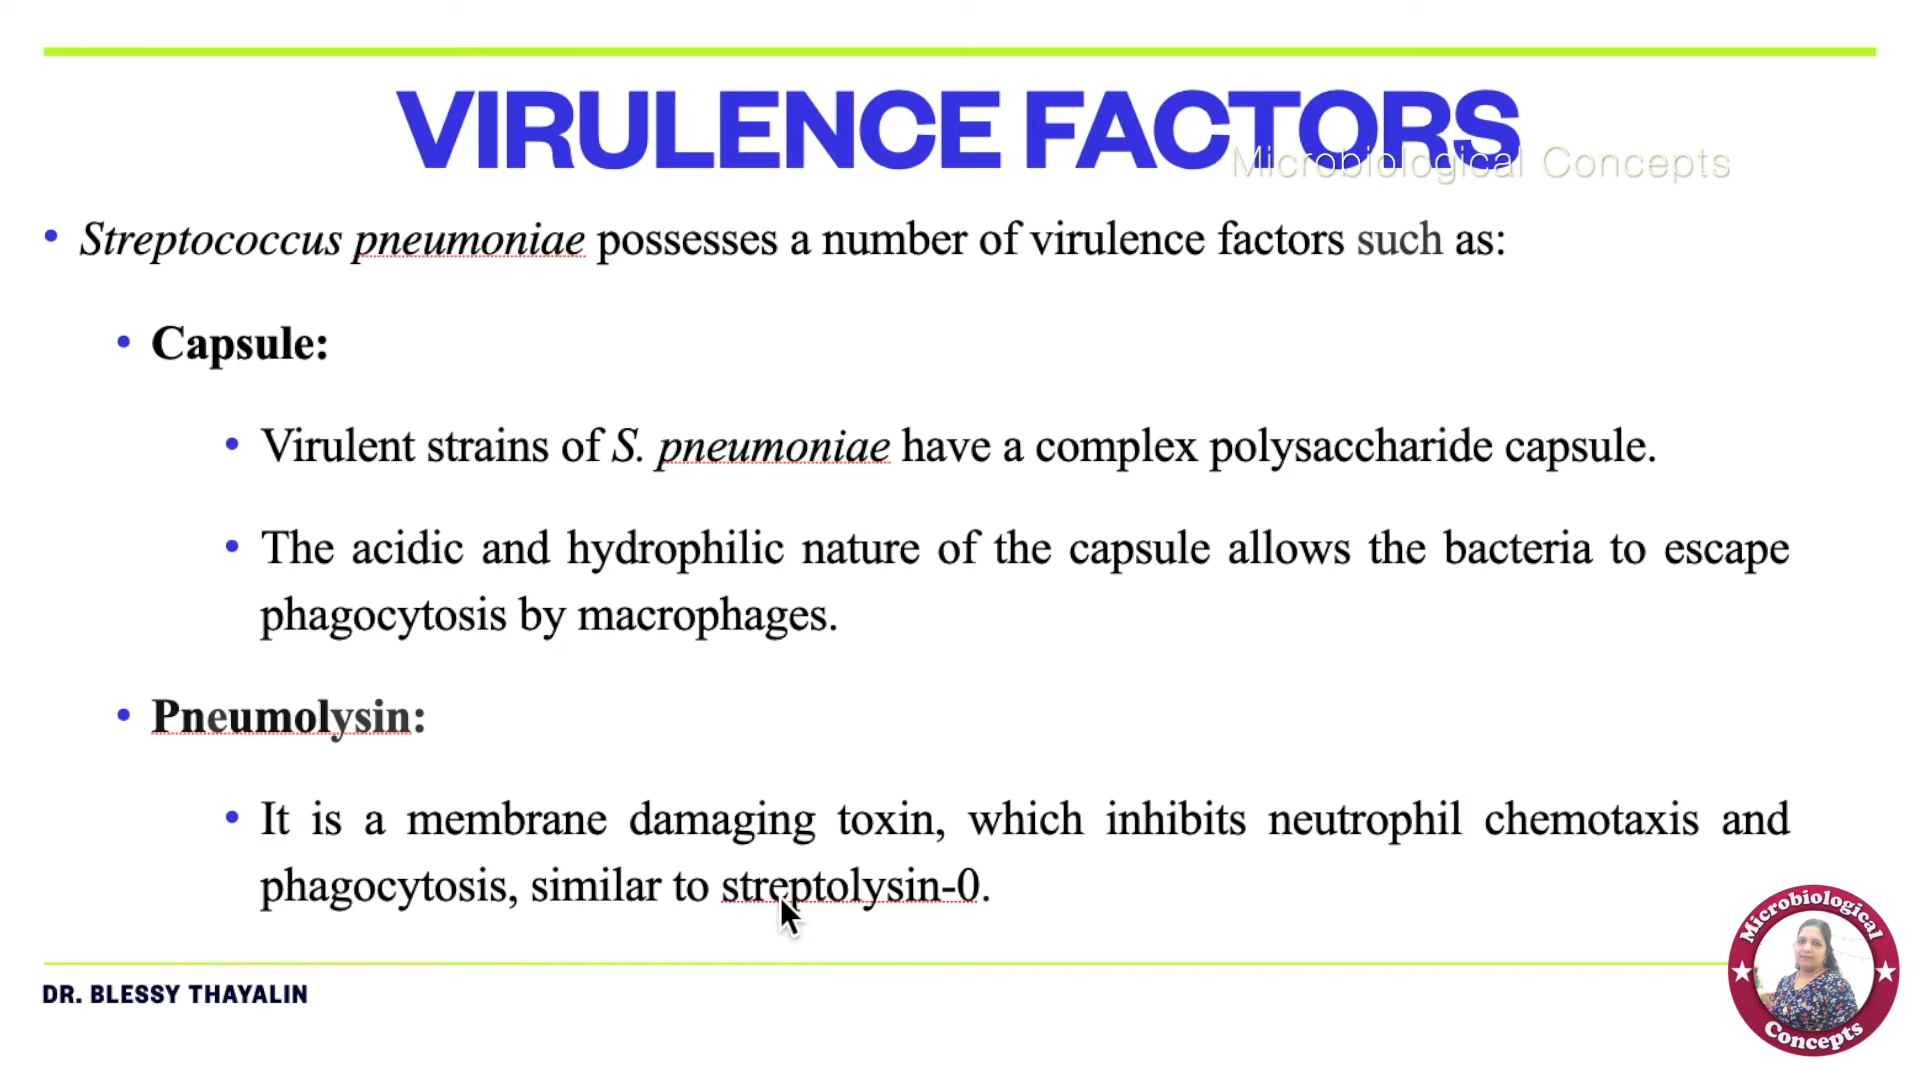 VIRULENCE FACTORS
Microbiological Concepts
• Streptococcus pneumoniae possesses a number of virulence factors such as:
• Capsule:
• Virulent strains of S. pneumoniae have a complex polysaccharide capsule.
• The acidic and hydrophilic nature of the capsule allows the bacteria to escape
phagocytosis by macrophages.
• Pneumolysin:
• It is a membrane damaging toxin, which inhibits neutrophil chemotaxis and
phagocytosis, similar to streptolysin-0.
DR. BLESSY THAYALIN
Microbiological
Concepts